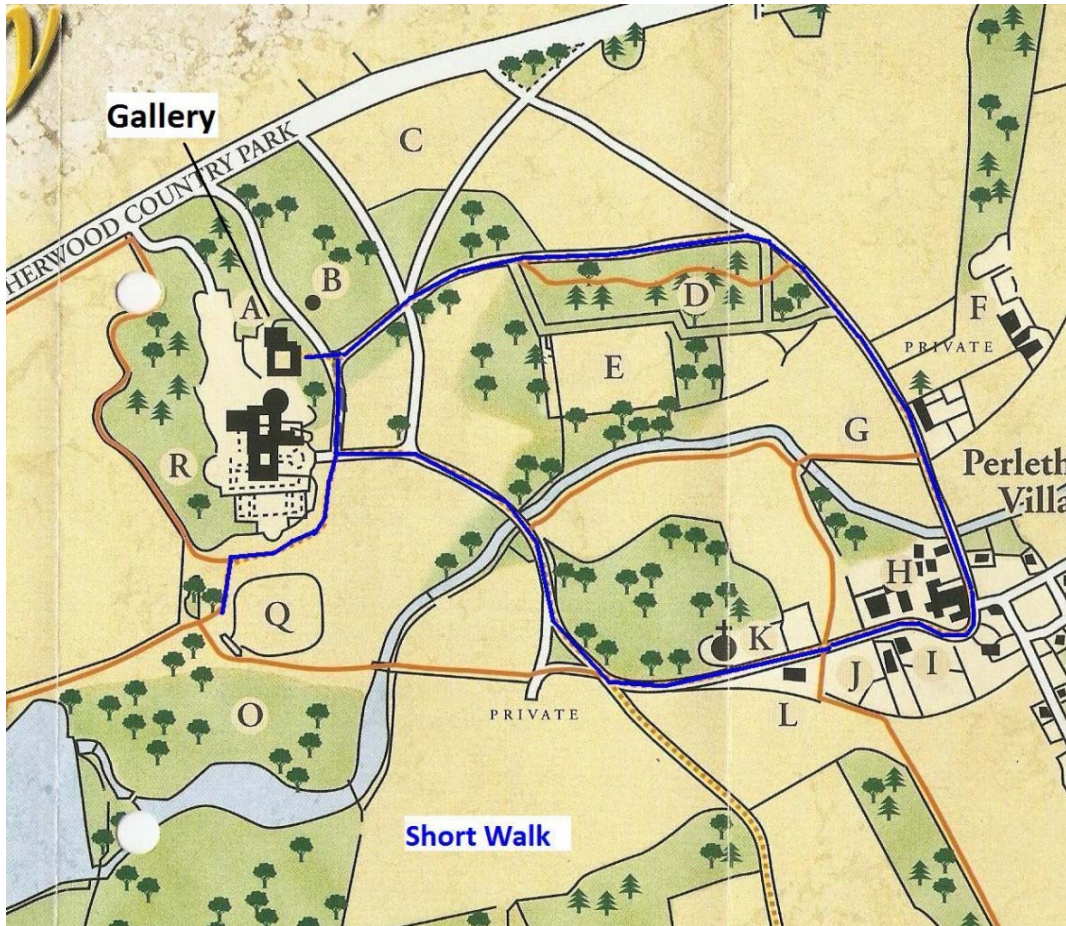 y
Gallery
HERWOOD COUNTRY PARK
C
B
A
D
F
PRIVATE
E
G
R
Perleth
Villa
H
Q
K
I
J
O
L
PRIVATE
Short Walk